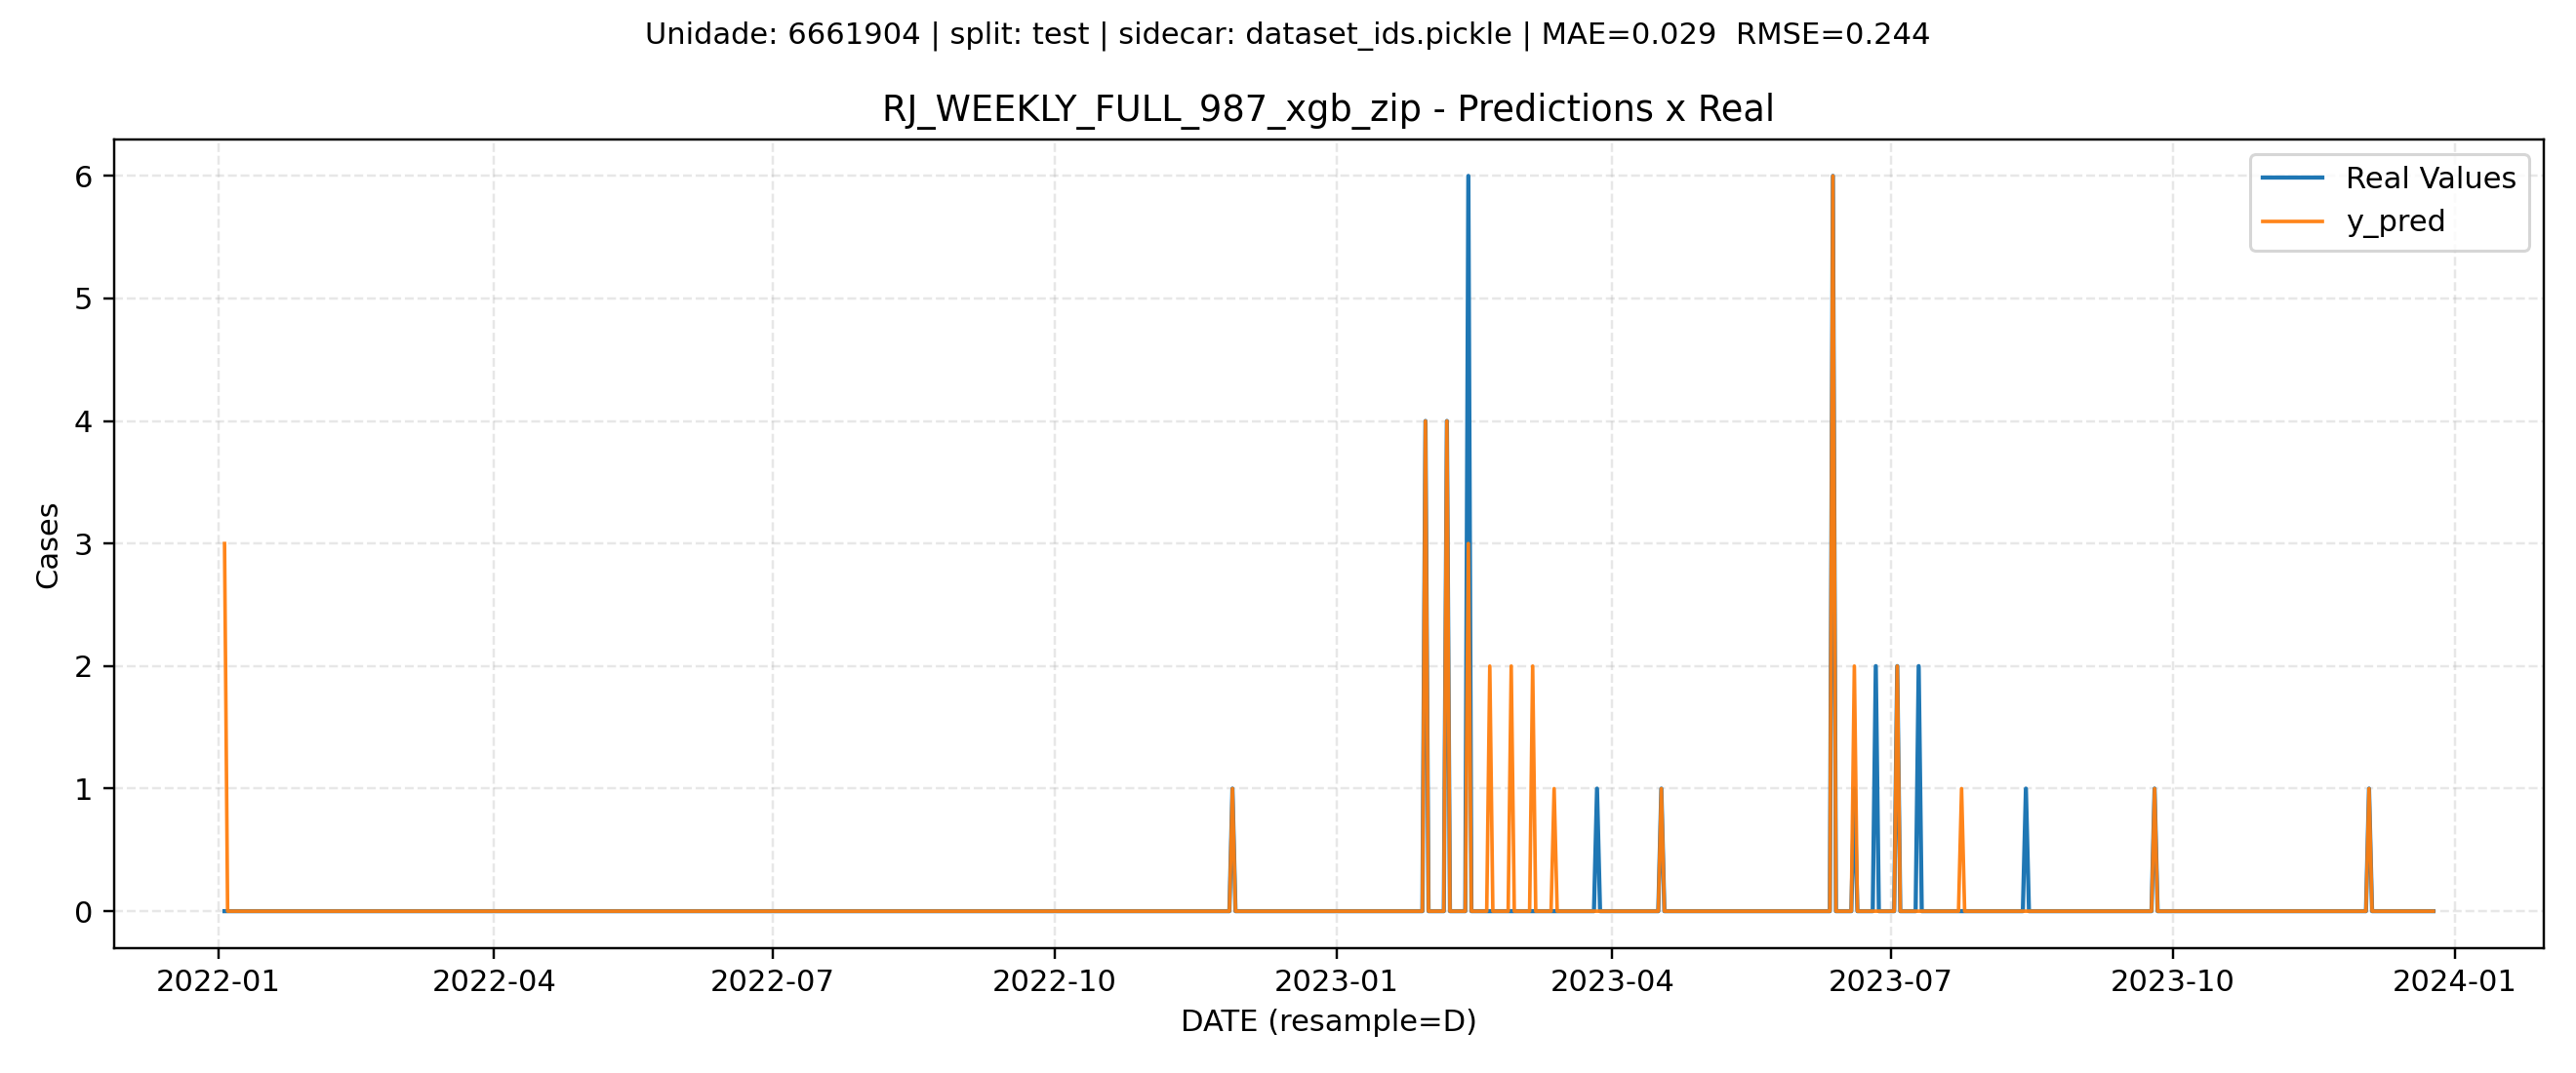 Unidade: 6661904 | split: test | sidecar: dataset_ids.pickle | MAE=0.029  RMSE=0.244
RJ_WEEKLY_FULL_987_xgb_zip - Predictions x Real
Real Values
y_pred
6
5
4
3
2
1
0
Cases
2022-01
2022-04
2022-07
2022-10
2023-01
2023-04
2023-07
2023-10
2024-01
DATE (resample=D)